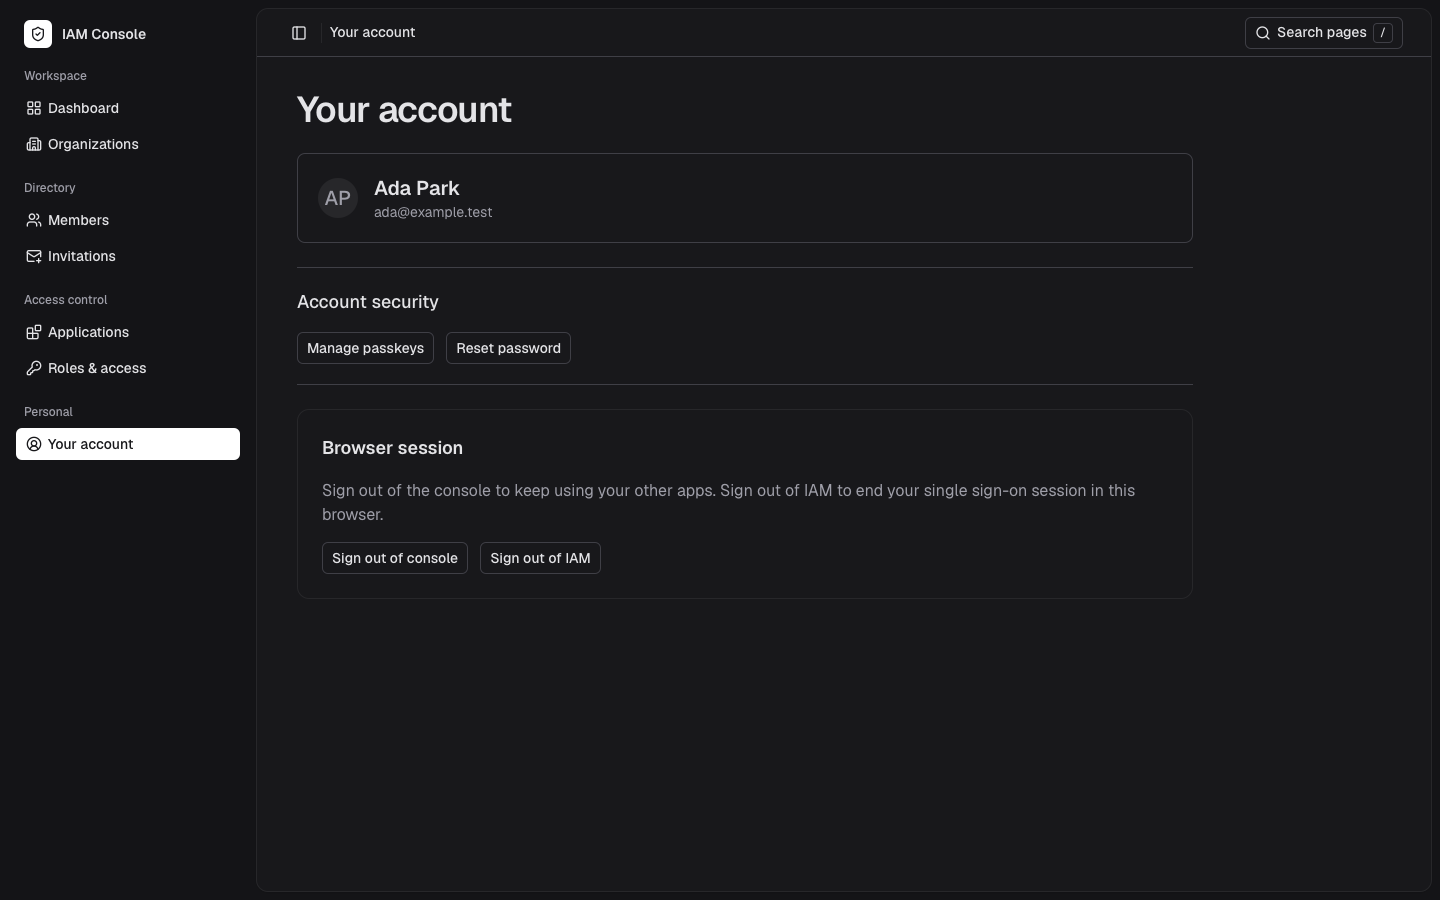 IAM Console
Workspace
Dashboard
Organizations
Directory
Members
Invitations
Access control
Applications
Roles & access
Personal
Your account
Your account
Search pages /
Your account
AP
Ada Park
ada@example.test
Account security
Manage passkeys
Reset password
Browser session
Sign out of the console to keep using your other apps. Sign out of IAM to end your single sign-on session in this
browser.
Sign out of console
Sign out of IAM